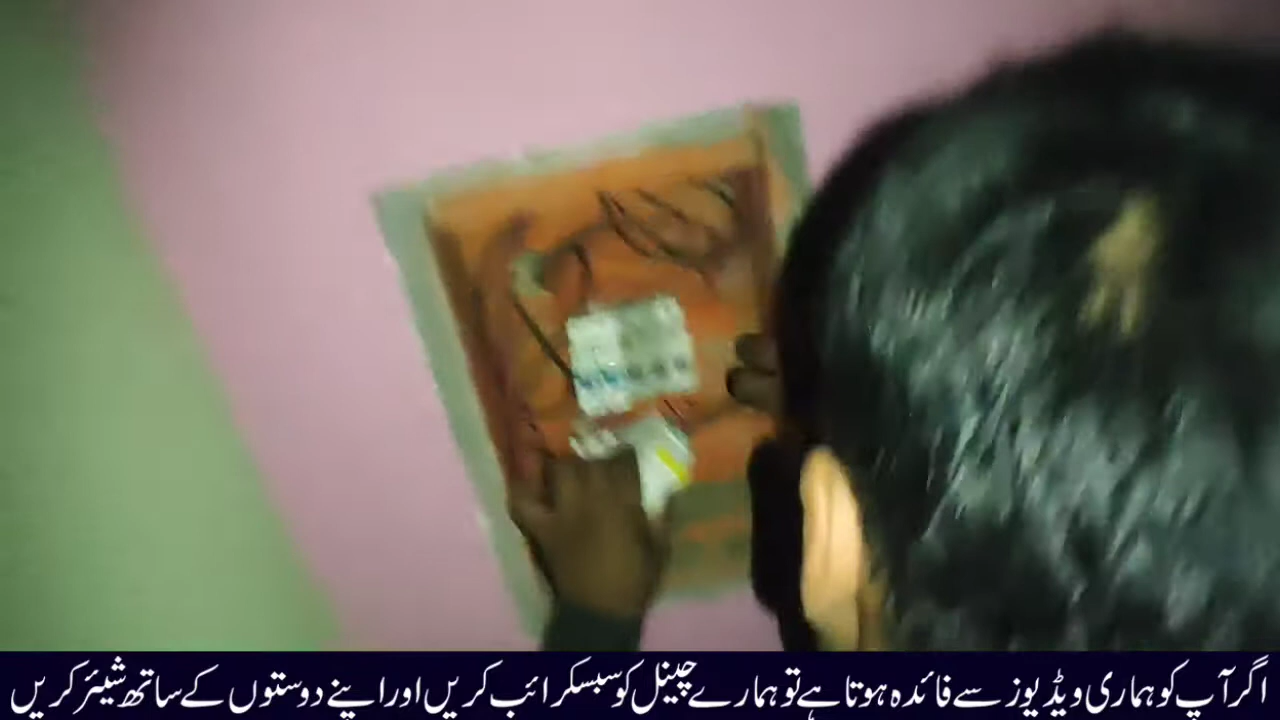 اگر آپ کو ہماری ویڈیوز سے فائدہ ہوتا ہے تو ہمارے چینل کو سبسکرائب کریں اور اپنے دوستوں کے ساتھ شیئر کریں